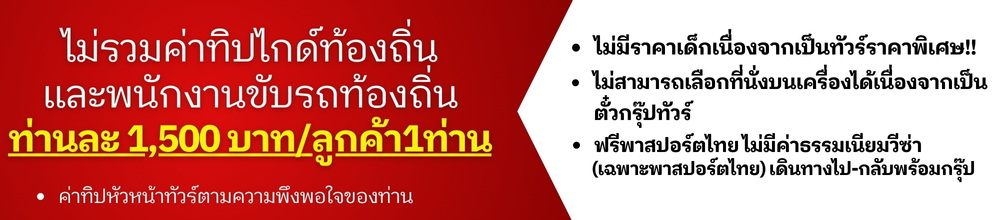 ไม่รวมค่าทิปไกด์ท้องถิ่น
และพนักงานขับรถท้องถิ่น
ท่านละ 1,500 บาท/ลูกค้า1ท่าน
• ค่าทิปหัวหน้าทัวร์ตามความพึงพอใจของท่าน
• ไม่มีราคาเด็กเนื่องจากเป็นทัวร์ราคาพิเศษ!!
• ไม่สามารถเลือกที่นั่งบนเครื่องได้เนื่องจากเป็น
ตั๋วกรุ๊ปทัวร์
• ฟรีพาสปอร์ตไทย ไม่มีค่าธรรมเนียมวีซ่า
(เฉพาะพาสปอร์ตไทย) เดินทางไป-กลับพร้อมกรุ๊ป